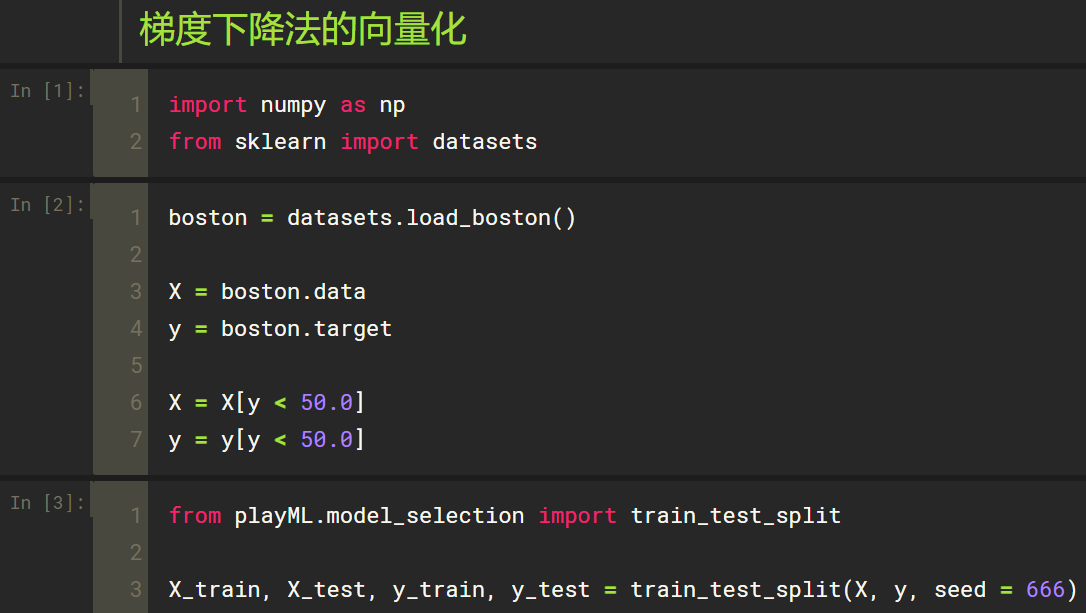 梯度下降法的向量化
In [1]:
1 import numpy as np
2 from sklearn import datasets
In [2]:
1 boston = datasets.load_boston()
2
3 X = boston.data
4 y = boston.target
5
6 X = X[y < 50.0]
7 y = y[y < 50.0]
In [3]:
1 from playML.model_selection import train_test_split
2
3 X_train, X_test, y_train, y_test = train_test_split(X, y, seed = 666)